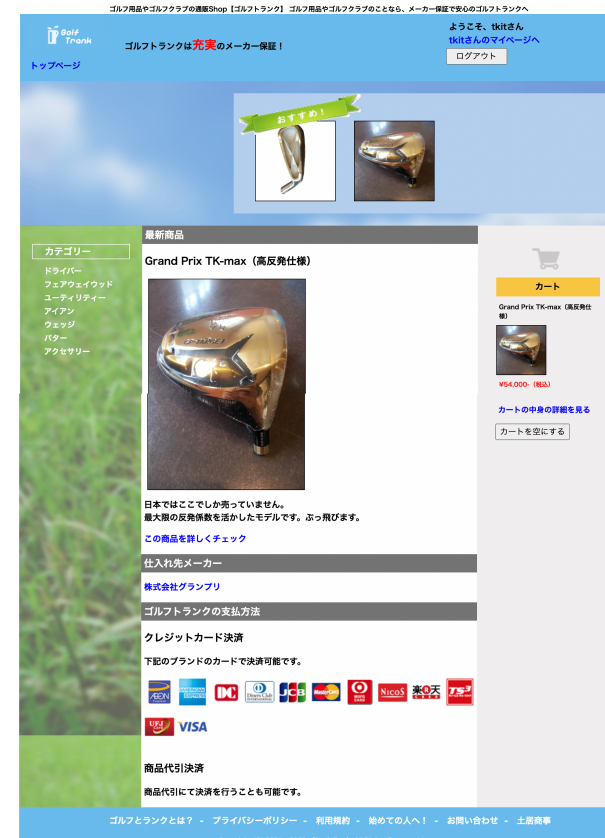 ゴルフ用品やゴルフクラブの通販Shop【ゴルフトランク】 ゴルフ用品やゴルフクラブのことなら、メーカー保証で安心のゴルフトランクへ
Golf
Trank
ゴルフトランクは充実のメーカー保証！
ようこそ、tkitさん
tkitさんのマイページへ
ログアウト
トップページ
おすすめ！
カテゴリー
ドライバー
フェアウェイウッド
ユーティリティー
アイアン
ウェッジ
パター
アクセサリー
最新商品
Grand Prix TK-max（高反発仕様）
日本ではここでしか売っていません。
最大限の反発係数を活かしたモデルです。ぶっ飛びます。
この商品を詳しくチェック
仕入れ先メーカー
株式会社グランプリ
ゴルフトランクの支払方法
クレジットカード決済
下記のブランドのカードで決済可能です。
AEON AMERICAN EXPRESS DC Diners Club JCB MasterCard NICOS 楽天 TS3
UFJ Card VISA
商品代引決済
商品代引にて決済を行うことも可能です。
カート
Grand Prix TK-max（高反発仕
様）
¥54,000-（税込）
カートの中身の詳細を見る
カートを空にする
ゴルフとランクとは？ - プライバシーポリシー - 利用規約 - 始めての人へ！ - お問い合わせ - 土居商事